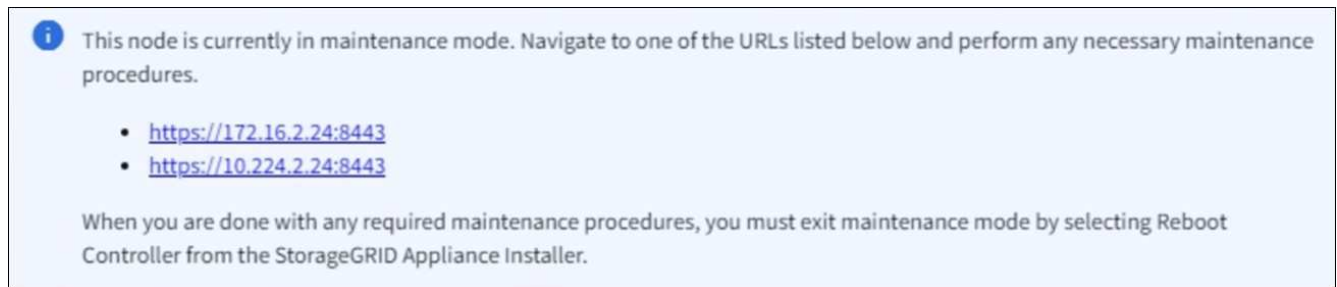 This node is currently in maintenance mode. Navigate to one of the URLs listed below and perform any necessary maintenance
procedures.
• https://172.16.2.24:8443
• https://10.224.2.24:8443
When you are done with any required maintenance procedures, you must exit maintenance mode by selecting Reboot
Controller from the StorageGRID Appliance Installer.